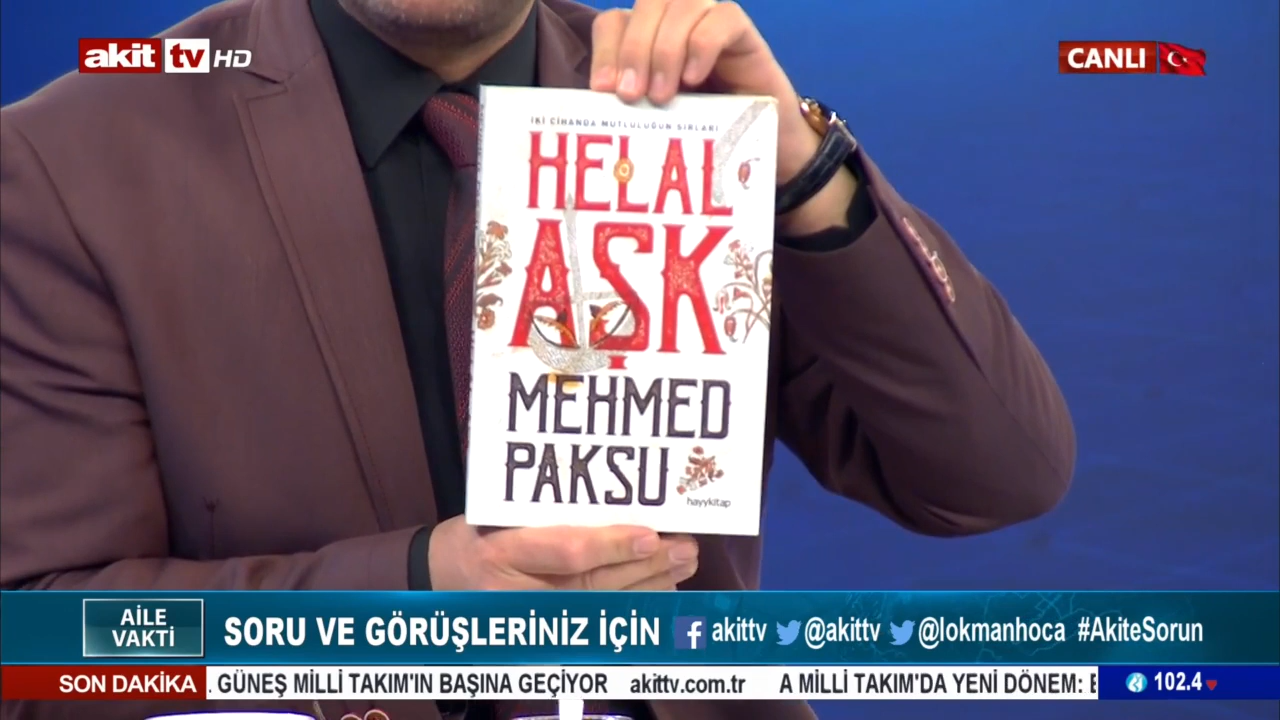 akit tv HD
CANLI
İKİ CİHANDA MUTLULUĞUN SIRLARI
HELAL
AŞK
MEHMED
PAKSU
hayykitap
AİLE
VAKTİ
SORU VE GÖRÜŞLERİNİZ İÇİN akittv @akittv @lokmanhoca #AkiteSorun
SON DAKİKA . GÜNEŞ MİLLİ TAKIM'IN BAŞINA GEÇİYOR akittv.com.tr A MİLLİ TAKIM'DA YENİ DÖNEM: 102.4